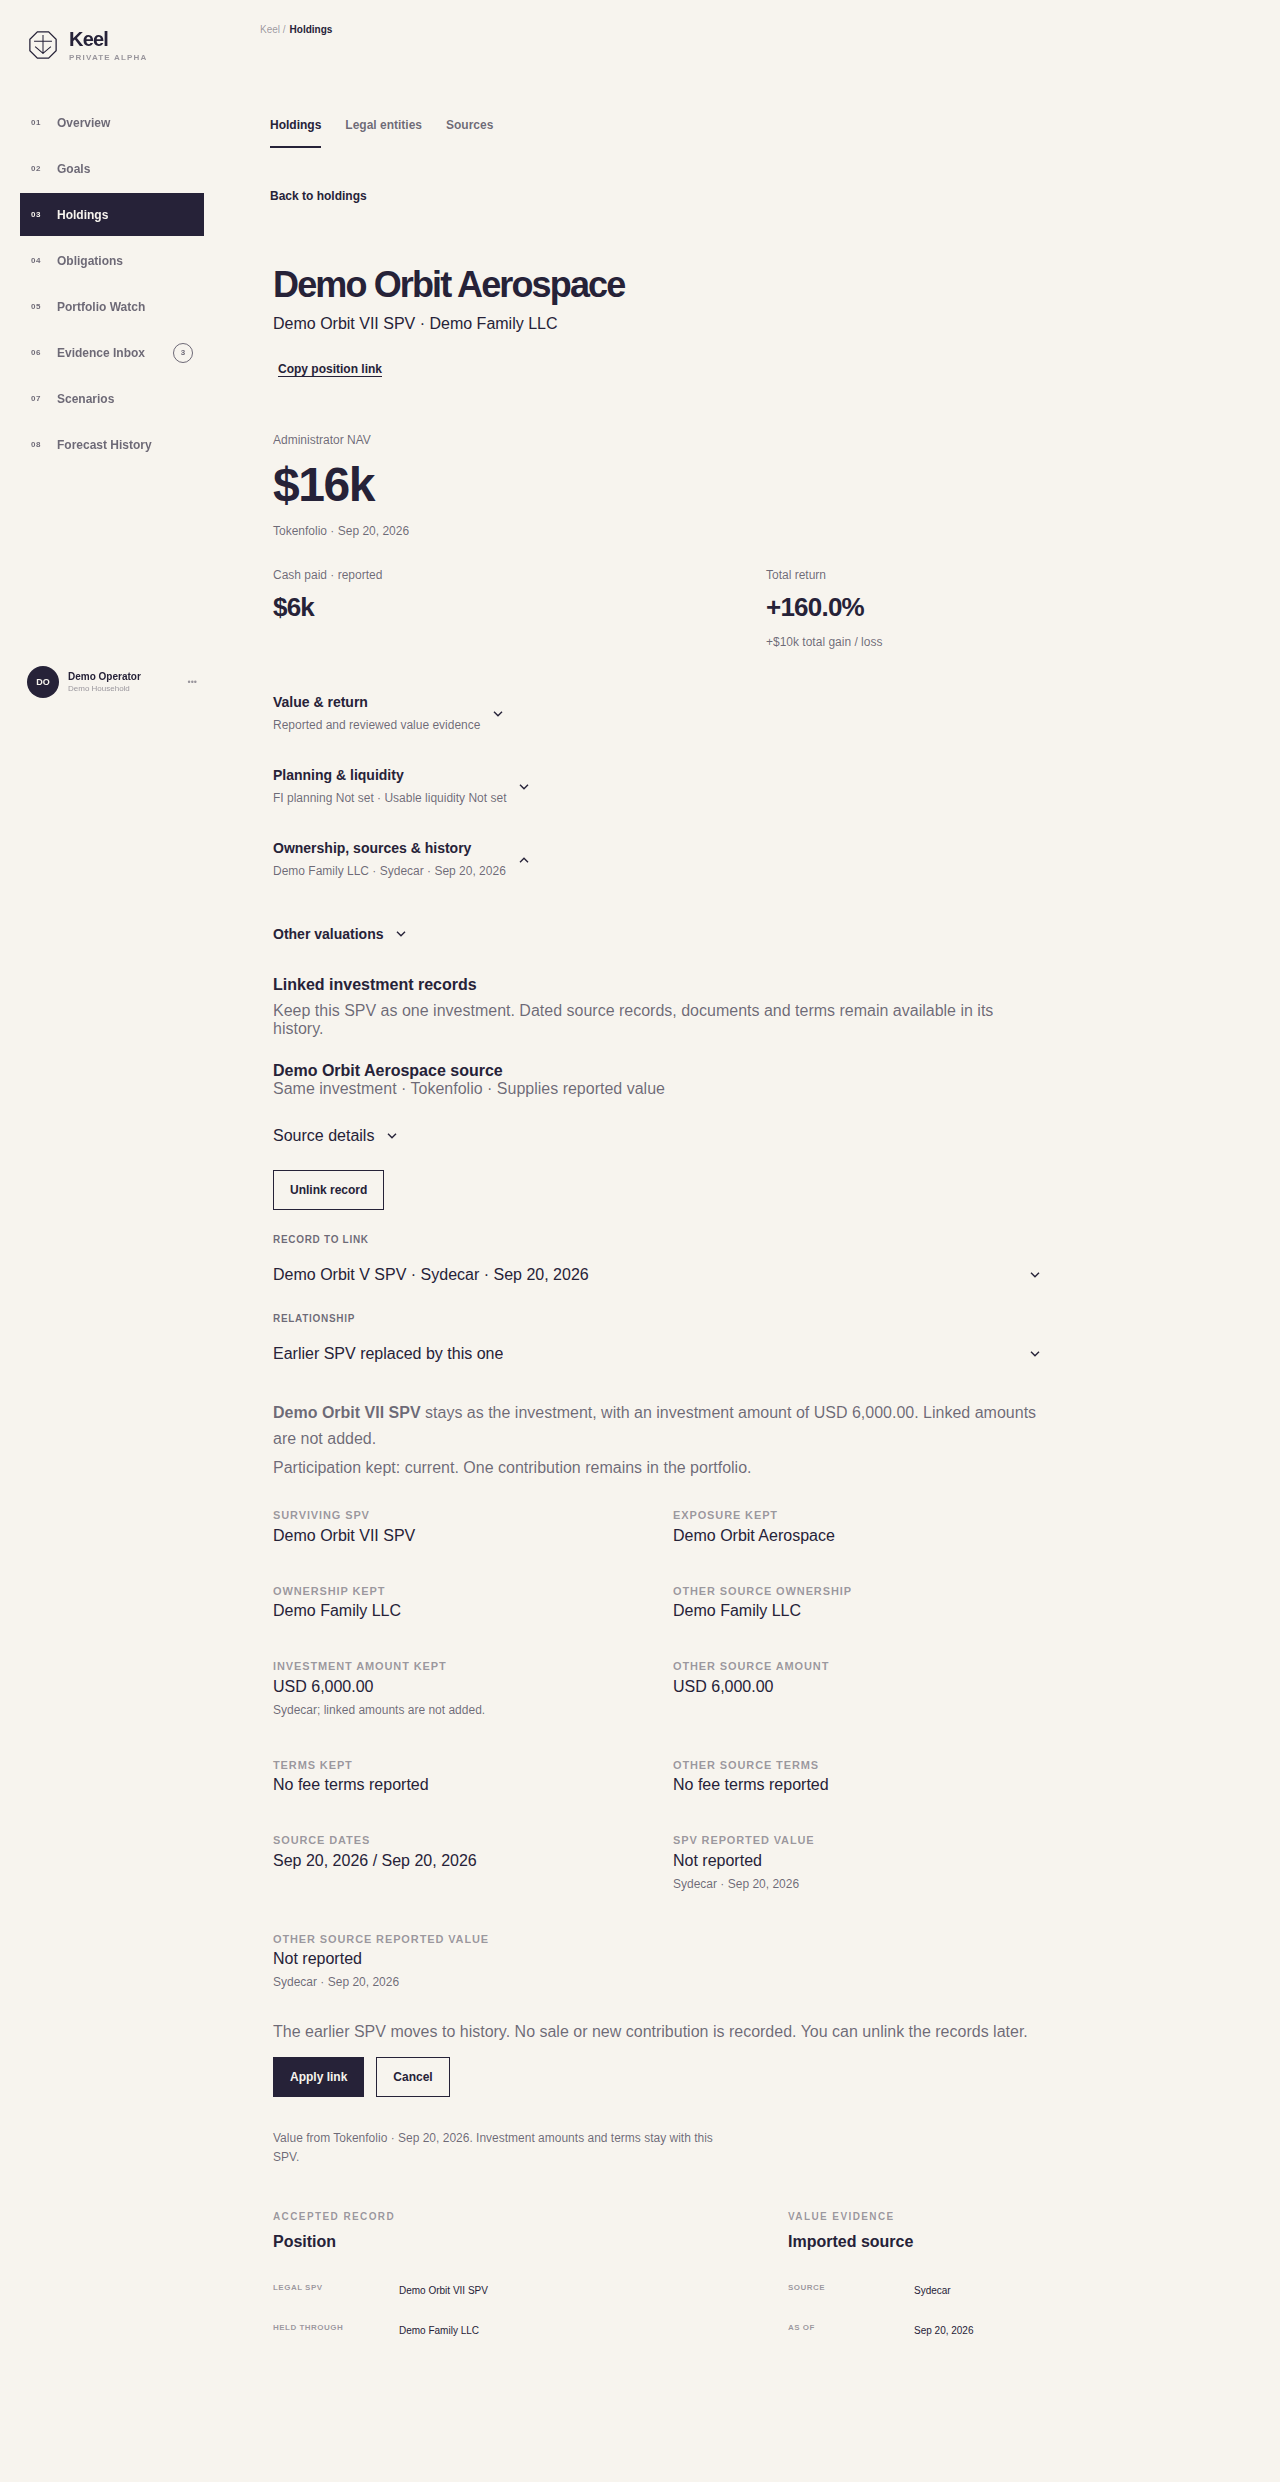 Keel
PRIVATE ALPHA
01 Overview
02 Goals
03 Holdings
04 Obligations
05 Portfolio Watch
06 Evidence Inbox 3
07 Scenarios
08 Forecast History
DO Demo Operator
Demo Household
Keel / Holdings
Holdings Legal entities Sources
Back to holdings
Demo Orbit Aerospace
Demo Orbit VII SPV · Demo Family LLC
Copy position link
Administrator NAV
$16k
Tokenfolio · Sep 20, 2026
Cash paid · reported
$6k
Total return
+160.0%
+$10k total gain / loss
Value & return
Reported and reviewed value evidence
Planning & liquidity
FI planning Not set · Usable liquidity Not set
Ownership, sources & history
Demo Family LLC · Sydecar · Sep 20, 2026
Other valuations
Linked investment records
Keep this SPV as one investment. Dated source records, documents and terms remain available in its
history.
Demo Orbit Aerospace source
Same investment · Tokenfolio · Supplies reported value
Source details
Unlink record
RECORD TO LINK
Demo Orbit V SPV · Sydecar · Sep 20, 2026
RELATIONSHIP
Earlier SPV replaced by this one
Demo Orbit VII SPV stays as the investment, with an investment amount of USD 6,000.00. Linked amounts
are not added.
Participation kept: current. One contribution remains in the portfolio.
SURVIVING SPV
Demo Orbit VII SPV
EXPOSURE KEPT
Demo Orbit Aerospace
OWNERSHIP KEPT
Demo Family LLC
OTHER SOURCE OWNERSHIP
Demo Family LLC
INVESTMENT AMOUNT KEPT
USD 6,000.00
Sydecar; linked amounts are not added.
OTHER SOURCE AMOUNT
USD 6,000.00
TERMS KEPT
No fee terms reported
OTHER SOURCE TERMS
No fee terms reported
SOURCE DATES
Sep 20, 2026 / Sep 20, 2026
SPV REPORTED VALUE
Not reported
Sydecar · Sep 20, 2026
OTHER SOURCE REPORTED VALUE
Not reported
Sydecar · Sep 20, 2026
The earlier SPV moves to history. No sale or new contribution is recorded. You can unlink the records later.
Apply link Cancel
Value from Tokenfolio · Sep 20, 2026. Investment amounts and terms stay with this
SPV.
ACCEPTED RECORD
Position
LEGAL SPV Demo Orbit VII SPV
HELD THROUGH Demo Family LLC
VALUE EVIDENCE
Imported source
SOURCE Sydecar
AS OF Sep 20, 2026